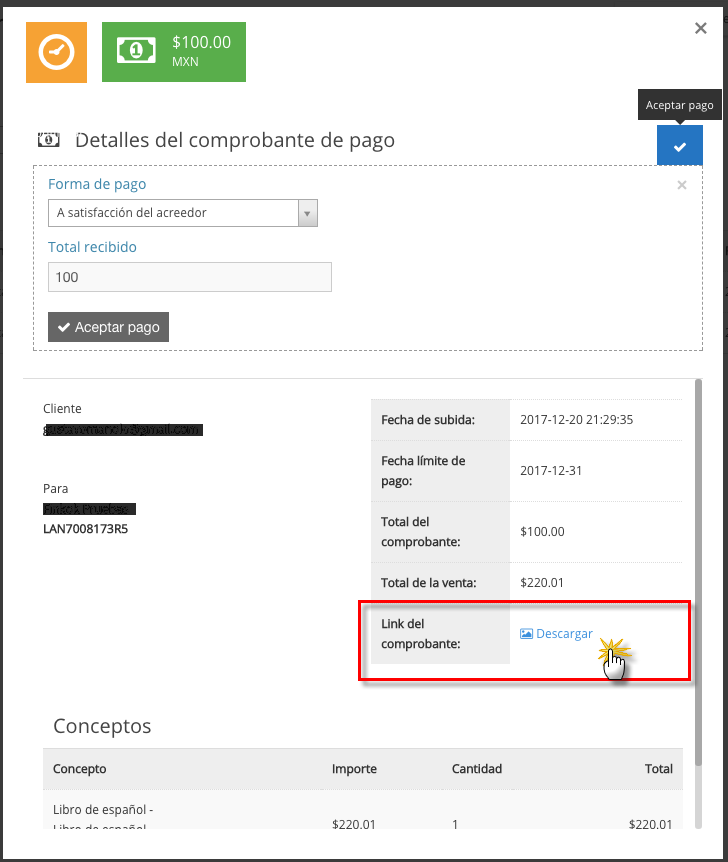 $100.00
MXN
Aceptar pago
Detalles del comprobante de pago
Forma de pago
A satisfacción del acreedor
Total recibido
100
Aceptar pago
Cliente
Para
LAN7008173R5
Fecha de subida: 2017-12-20 21:29:35
Fecha límite de
pago: 2017-12-31
Total del
comprobante: $100.00
Total de la venta: $220.01
Link del
comprobante: Descargar
Conceptos
Concepto Importe Cantidad Total
Libro de español -
Libro de español
$220.01 1 $220.01